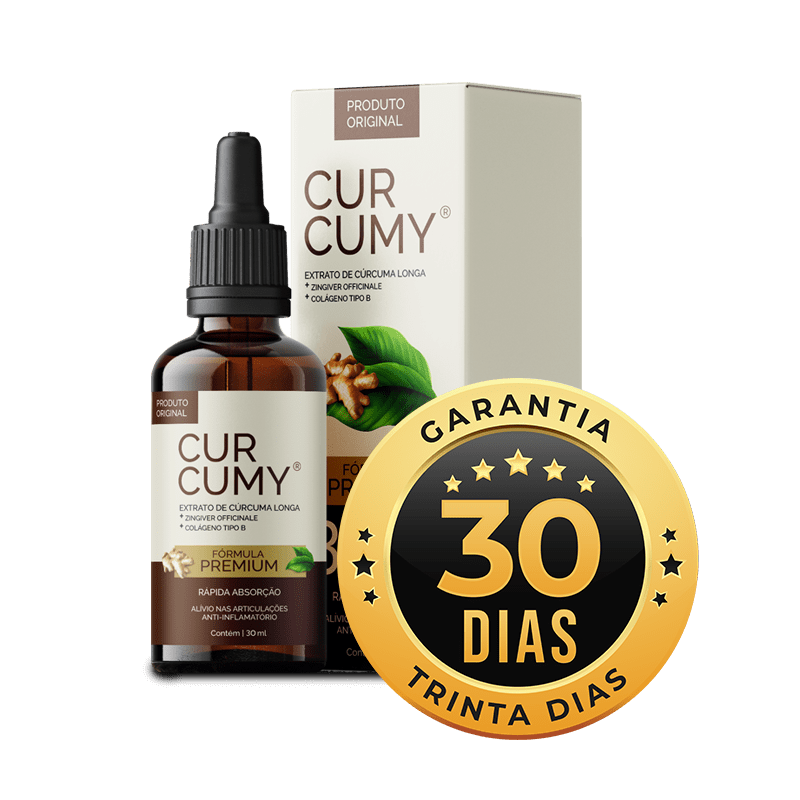 PRODUTO
ORIGINAL
CUR
CUMY®
EXTRATO DE CÚRCUMA LONGA
+ ZINGIVER OFFICINALE
+ COLÁGENO TIPO B
PRODUTO
ORIGINAL
CUR
CUMY®
EXTRATO DE CÚRCUMA LONGA
+ ZINGIVER OFFICINALE
+ COLÁGENO TIPO B
FÓRMULA
PREMIUM
RÁPIDA ABSORÇÃO
ALÍVIO NAS ARTICULAÇÕES
ANTI-INFLAMATÓRIO
Contém | 30 ml
GARANTIA
30
DIAS
TRINTA DIAS